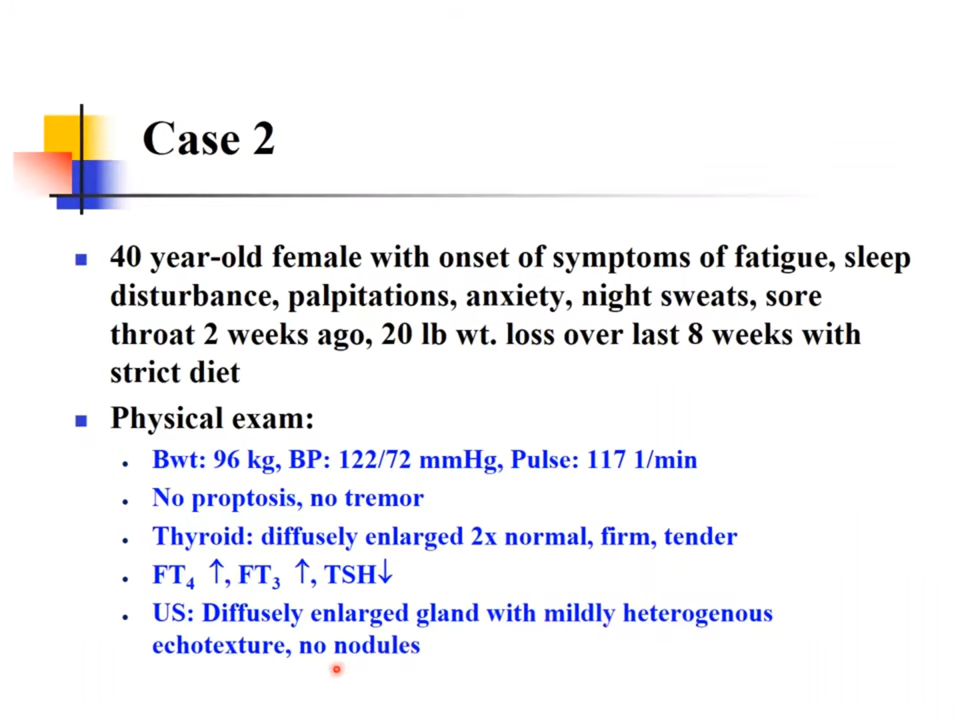 Case 2
40 year-old female with onset of symptoms of fatigue, sleep
disturbance, palpitations, anxiety, night sweats, sore
throat 2 weeks ago, 20 lb wt. loss over last 8 weeks with
strict diet
Physical exam:
Bwt: 96 kg, BP: 122/72 mmHg, Pulse: 117 1/min
No proptosis, no tremor
Thyroid: diffusely enlarged 2x normal, firm, tender
FT₄ ↑, FT₃ ↑, TSH↓
US: Diffusely enlarged gland with mildly heterogenous
echotexture, no nodules